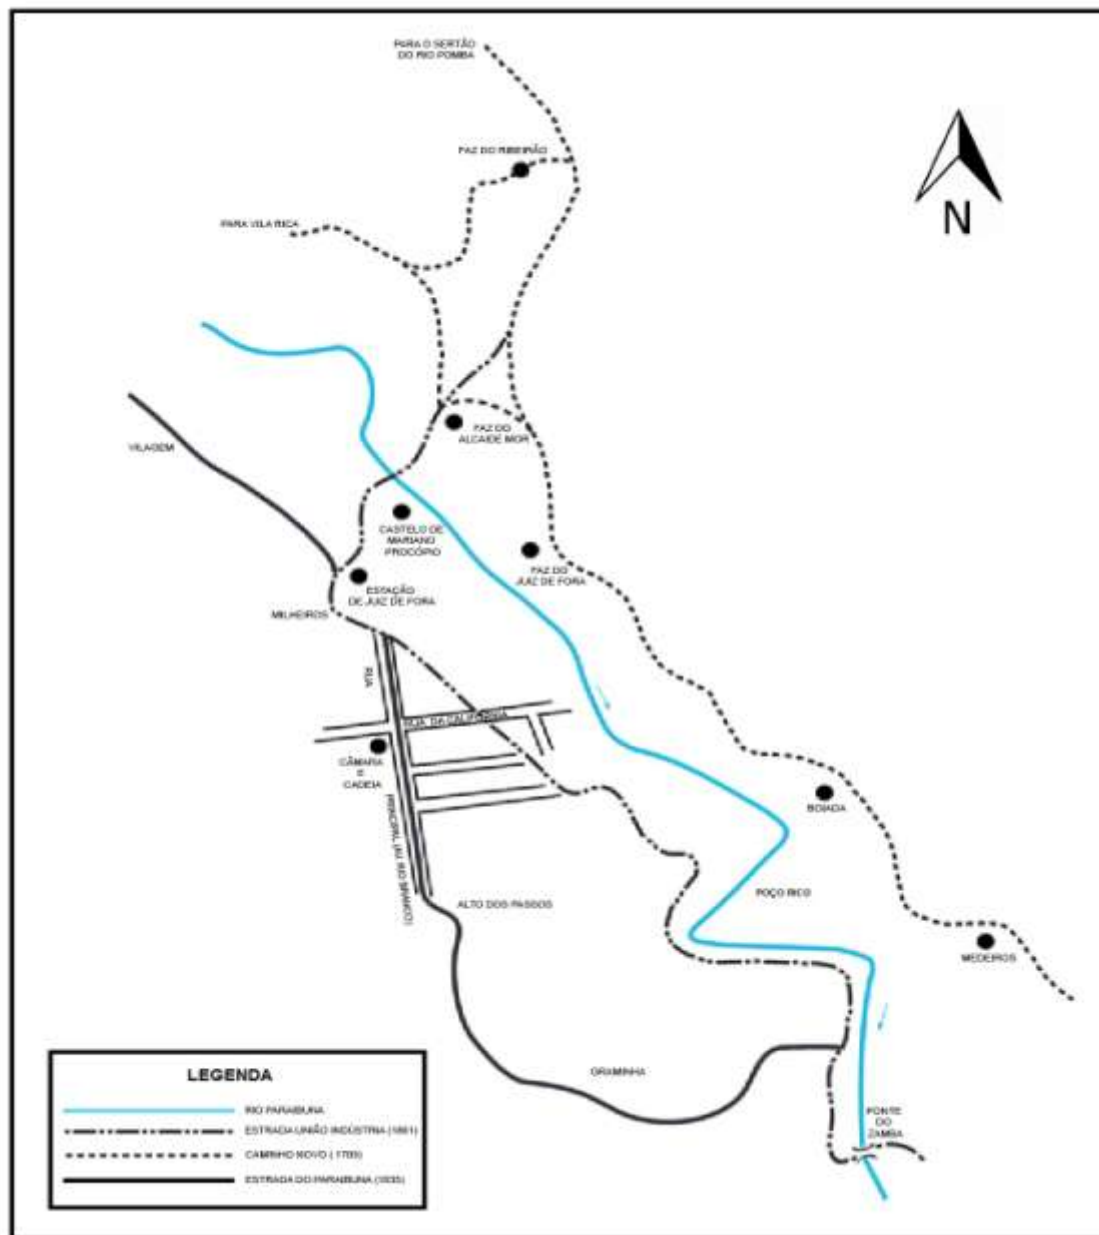 PARA O SERTÃO
DO RIO POMBA
FAZ DO RIBEIRÃO
PARA VILA RICA
N
VILAGEM
FAZ DO
ALCAIDE MOR
CASTELO DE
MARIANO
PROCÓPIO
FAZ DO
JUIZ DE FORA
ESTAÇÃO
DE JUIZ DE FORA
MILHEIROS
RUA
RUA DA CALIFORNIA
CÂMARA
E
CADEIA
PRINCIPAL (AV RIO BRANCO)
BOIADA
POÇO RICO
ALTO DOS PASSOS
MEDEIROS
GRAMINHA
PONTE
DO
ZAMBA
LEGENDA
RIO PARAIBUNA
ESTRADA UNIÃO INDÚSTRIA (1861)
CAMINHO NOVO
ESTRADA DO PARAIBUNA (1835)